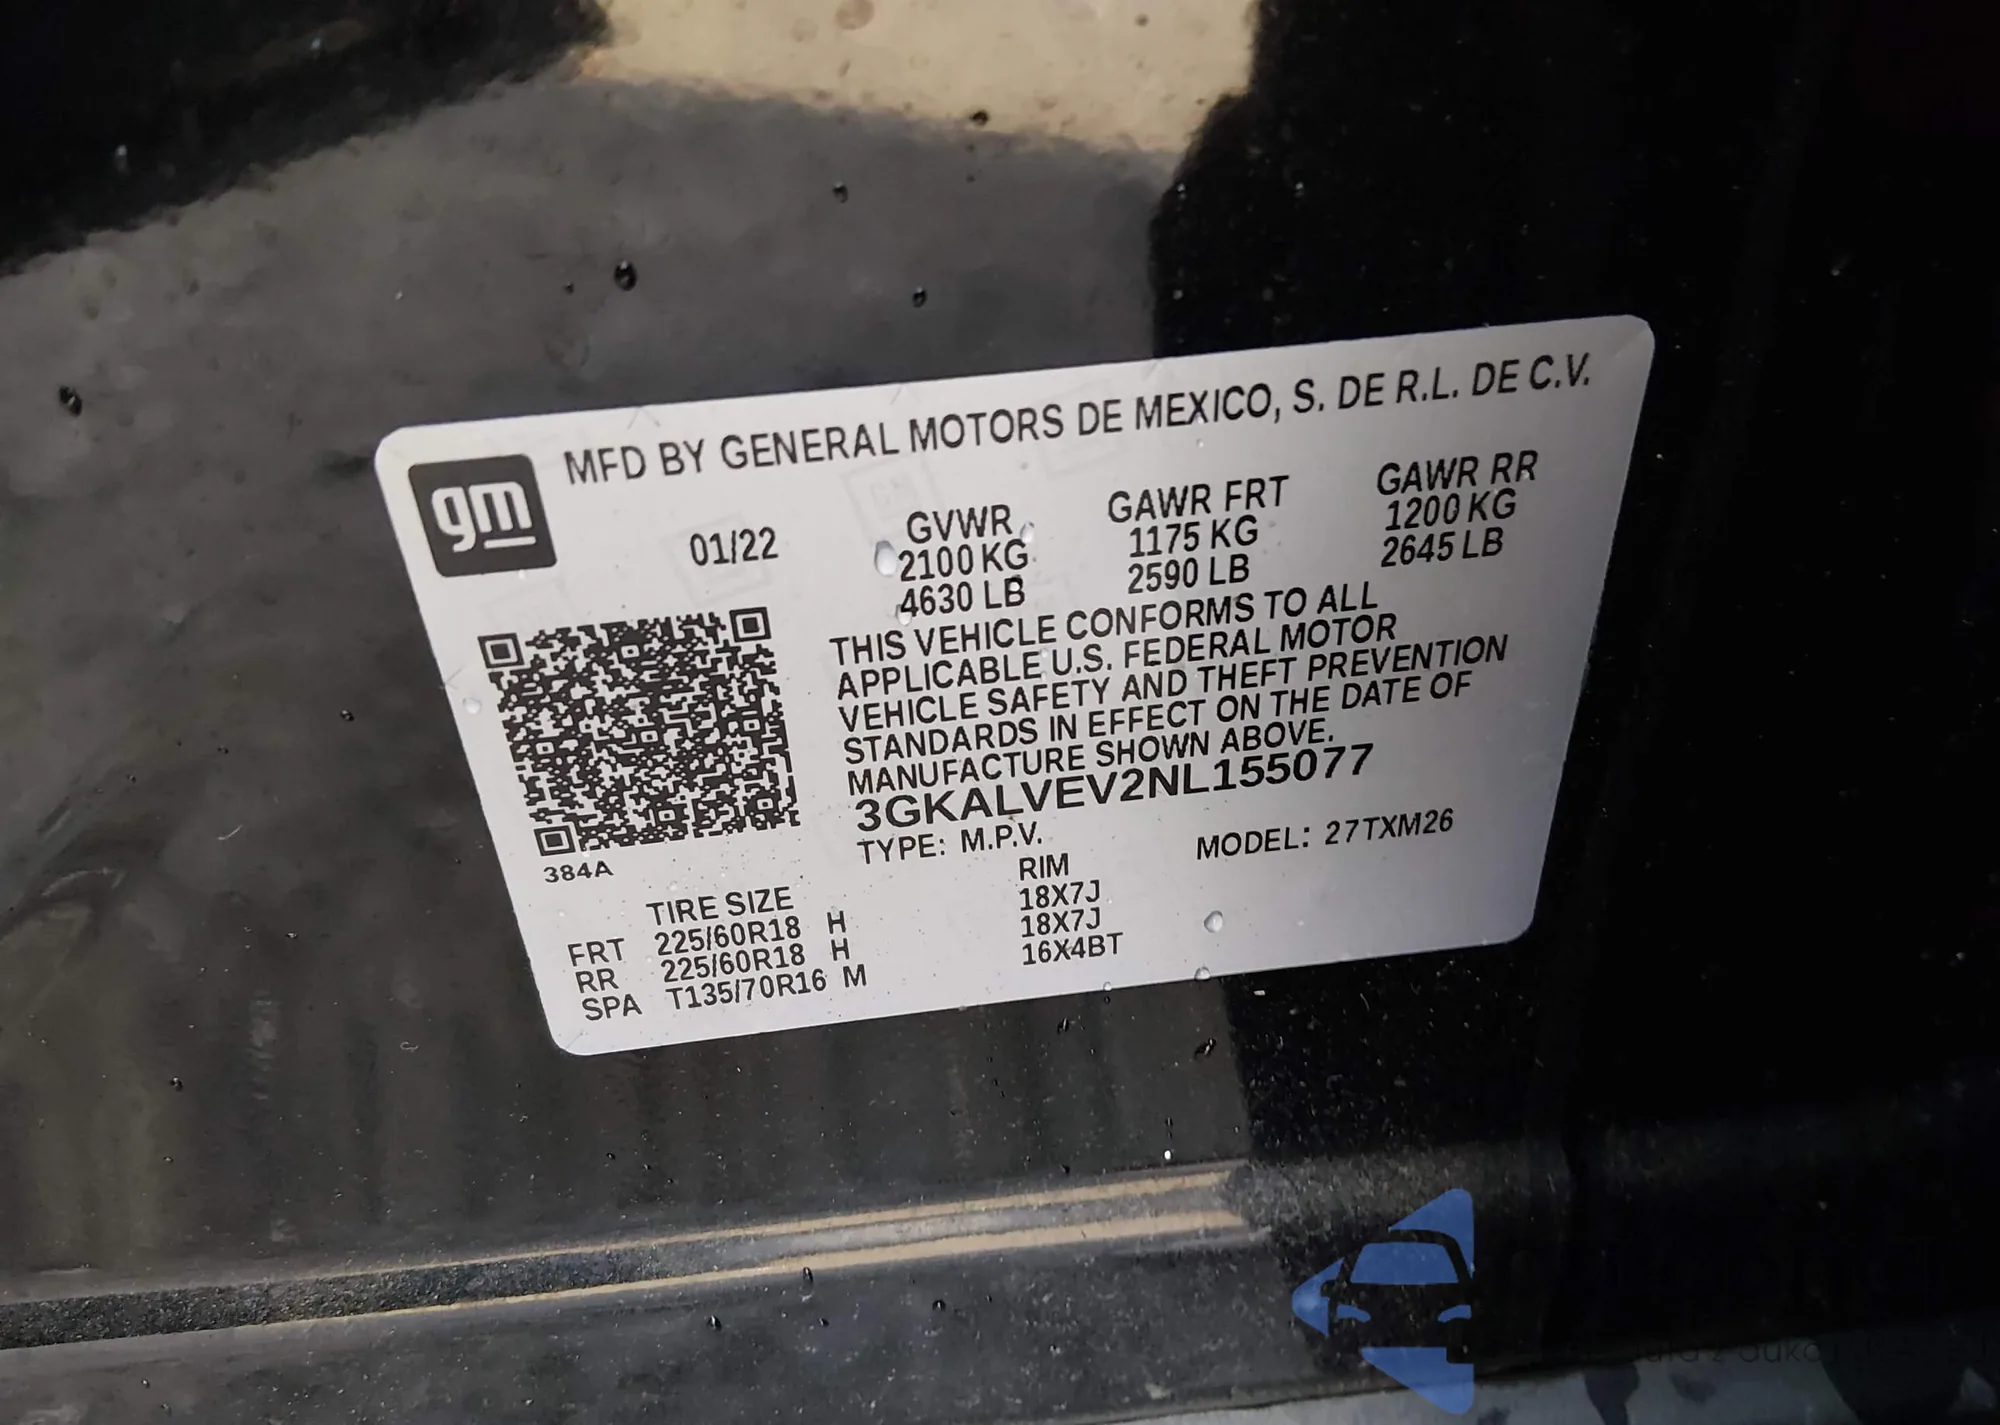 gm
MFD BY GENERAL MOTORS DE MEXICO, S. DE R.L. DE C.V.
01/22
GVWR
2100 KG
4630 LB
GAWR FRT
1175 KG
2590 LB
GAWR RR
1200 KG
2645 LB
THIS VEHICLE CONFORMS TO ALL
APPLICABLE U.S. FEDERAL MOTOR
VEHICLE SAFETY AND THEFT PREVENTION
STANDARDS IN EFFECT ON THE DATE OF
MANUFACTURE SHOWN ABOVE.
3GKALVEV2NL155077
TYPE: M.P.V. MODEL: 27TXM26
384A
TIRE SIZE RIM
FRT 225/60R18 H 18X7J
RR 225/60R18 H 18X7J
SPA T135/70R16 M 16X4BT